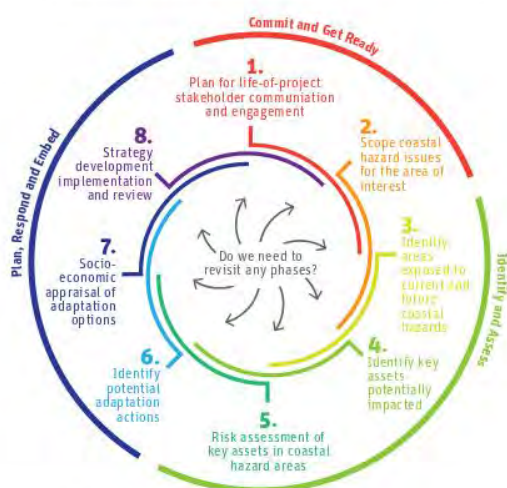 Commit and Get Ready
1.
Plan for life-of-project
stakeholder communiation
and engagement
2.
Scope coastal
hazard issues
for the area of
interest
Identify and Assess
3.
Identify
areas
exposed to
current and
future
coastal
hazards
4.
Identify key
assets
potentially
impacted
5.
Risk assessment of
key assets in coastal
hazard areas
Plan, Respond and Embed
6.
Identify
potential
adaptation
actions
7.
Socio-
economic
appraisal of
adaptation
options
8.
Strategy
development
implementation
and review
Do we need to
revisit any phases?